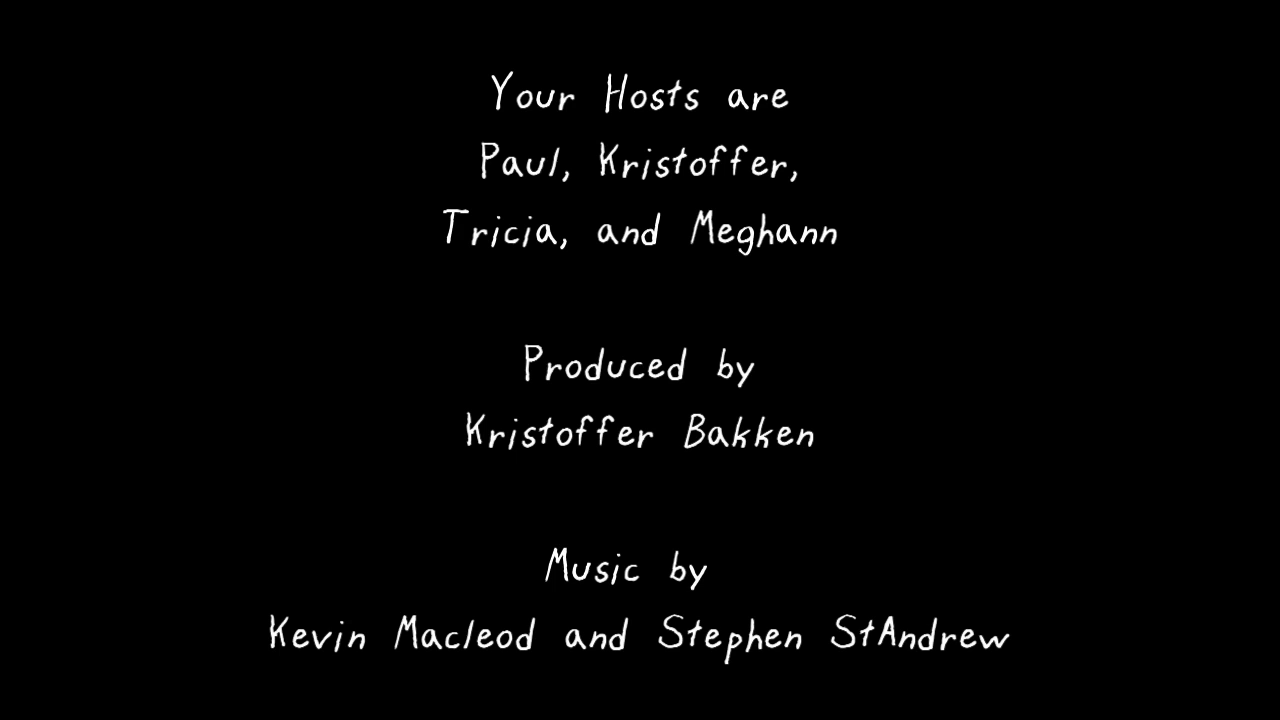 Your Hosts are
Paul, Kristoffer,
Tricia, and Meghann
Produced by
Kristoffer Bakken
Music by
Kevin Macleod and Stephen StAndrew